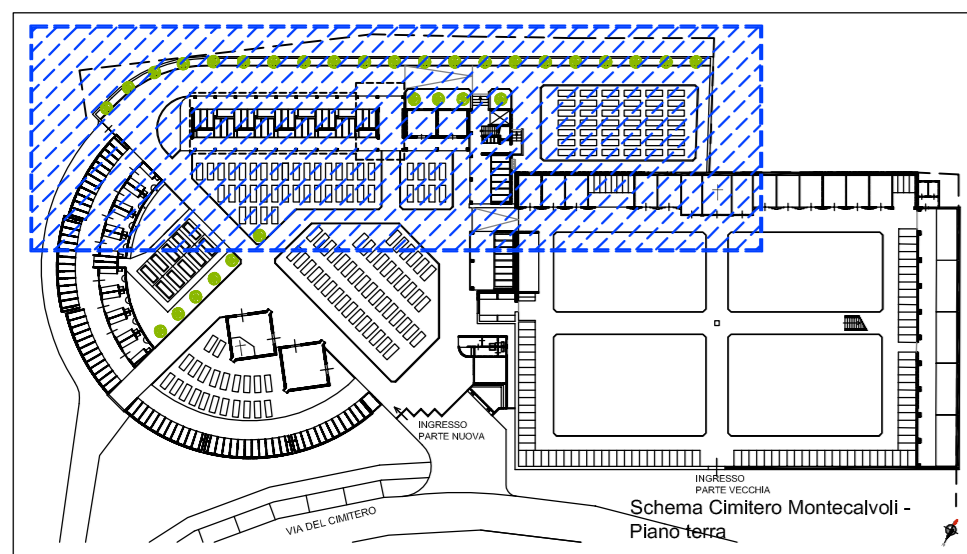 INGRESSO
PARTE NUOVA
INGRESSO
PARTE VECCHIA
VIA DEL CIMITERO
Schema Cimitero Montecalvoli -
Piano terra